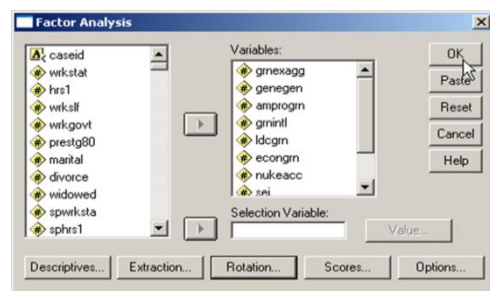 Factor Analysis
caseid
wrkstat
hrs1
wrkslf
wrkgovt
prestg80
marital
divorce
widowed
spwrksta
sphrs1
Variables:
grnexagg
genegen
amprogrn
grnintl
ldcgrn
econgrn
nukeacc
sei
Selection Variable:
Value...
OK
Paste
Reset
Cancel
Help
Descriptives... Extraction... Rotation... Scores... Options...